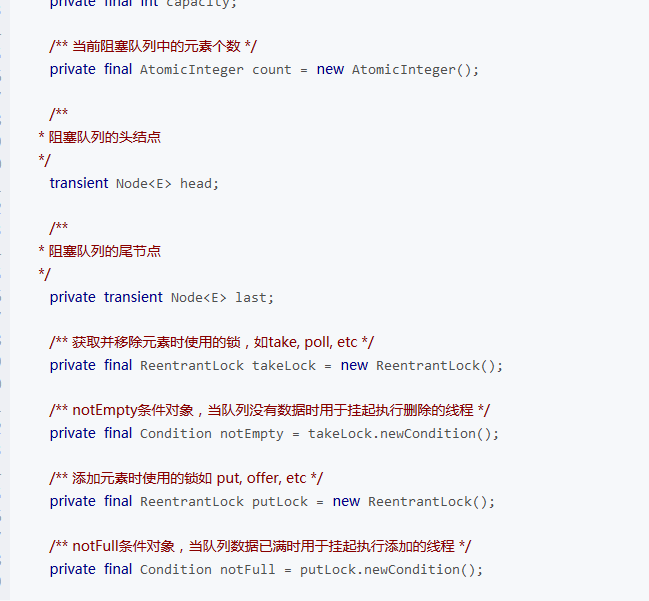 private final int capacity;
/** 当前阻塞队列中的元素个数 */
private final AtomicInteger count = new AtomicInteger();
/**
* 阻塞队列的头结点
*/
transient Node<E> head;
/**
* 阻塞队列的尾节点
*/
private transient Node<E> last;
/** 获取并移除元素时使用的锁，如take, poll, etc */
private final ReentrantLock takeLock = new ReentrantLock();
/** notEmpty条件对象，当队列没有数据时用于挂起执行删除的线程 */
private final Condition notEmpty = takeLock.newCondition();
/** 添加元素时使用的锁如 put, offer, etc */
private final ReentrantLock putLock = new ReentrantLock();
/** notFull条件对象，当队列数据已满时用于挂起执行添加的线程 */
private final Condition notFull = putLock.newCondition();